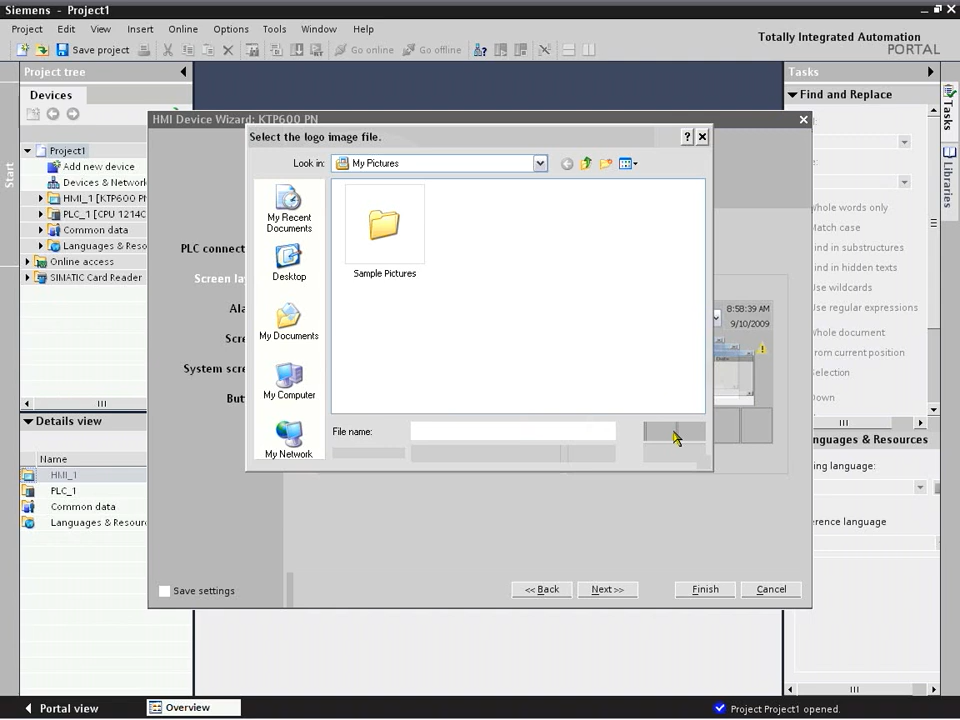 Siemens - Project1
Project Edit View Insert Online Options Tools Window Help
Totally Integrated Automation
PORTAL
Save project
Go online
Go offline
Project tree
Devices
Start
Project1
Add new device
Devices & Network
HMI_1 [KTP600 PN
PLC_1 [CPU 1214C
Common data
Languages & Reso
Online access
SIMATIC Card Reader
Details view
Name
HMI_1
PLC_1
Common data
Languages & Resour
HMI Device Wizard: KTP600 PN
PLC connect
Screen la
Ala
Scre
System scre
But
8:58:39 AM
9/10/2009
Save settings
<< Back
Next >>
Finish
Cancel
Select the logo image file.
Look in:
My Pictures
My Recent
Documents
Desktop
My Documents
My Computer
My Network
Sample Pictures
File name:
Tasks
Find and Replace
Whole words only
Match case
ind in substructures
ind in hidden texts
Use wildcards
Use regular expressions
Whole document
rom current position
Selection
Down
nguages & Resources
ing language:
erence language
Tasks
Libraries
Portal view
Overview
Project Project1 opened.